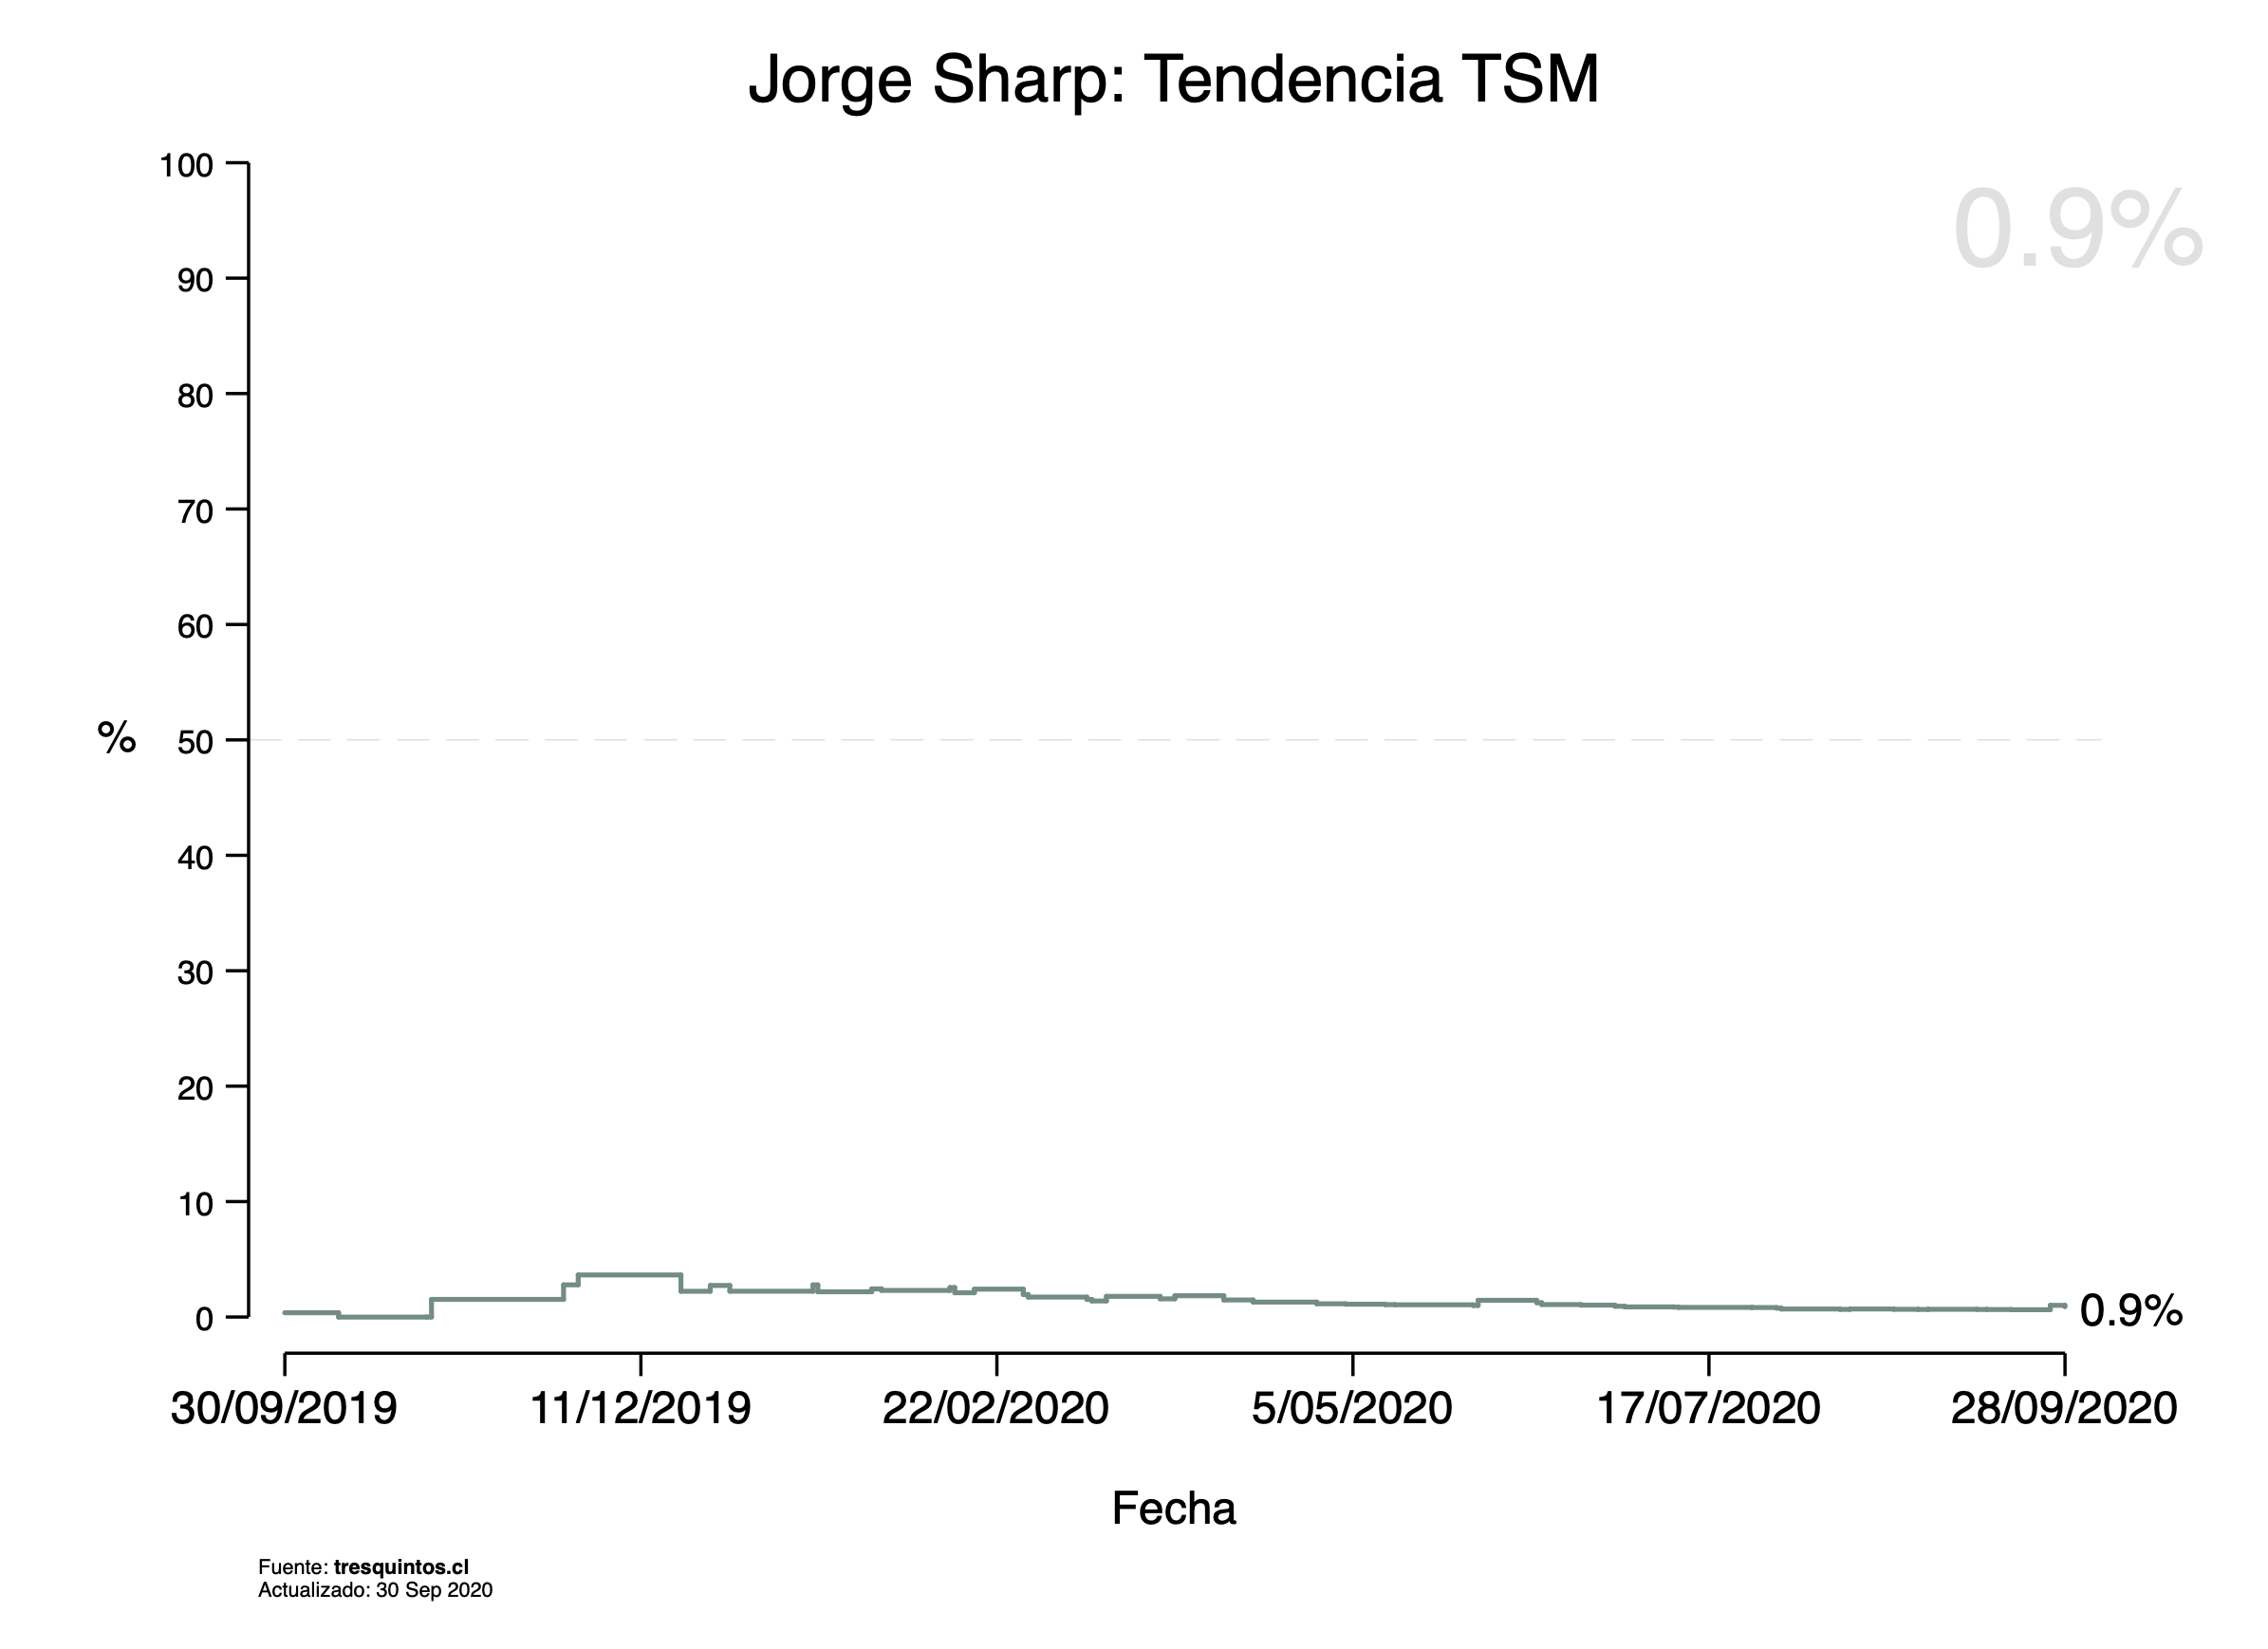 Jorge Sharp: Tendencia TSM
0.9%
100
90
80
70
60
50
40
30
20
10
0
%
0.9%
30/09/2019 11/12/2019 22/02/2020 5/05/2020 17/07/2020 28/09/2020
Fecha
Fuente: tresquintos.cl
Actualizado: 30 Sep 2020